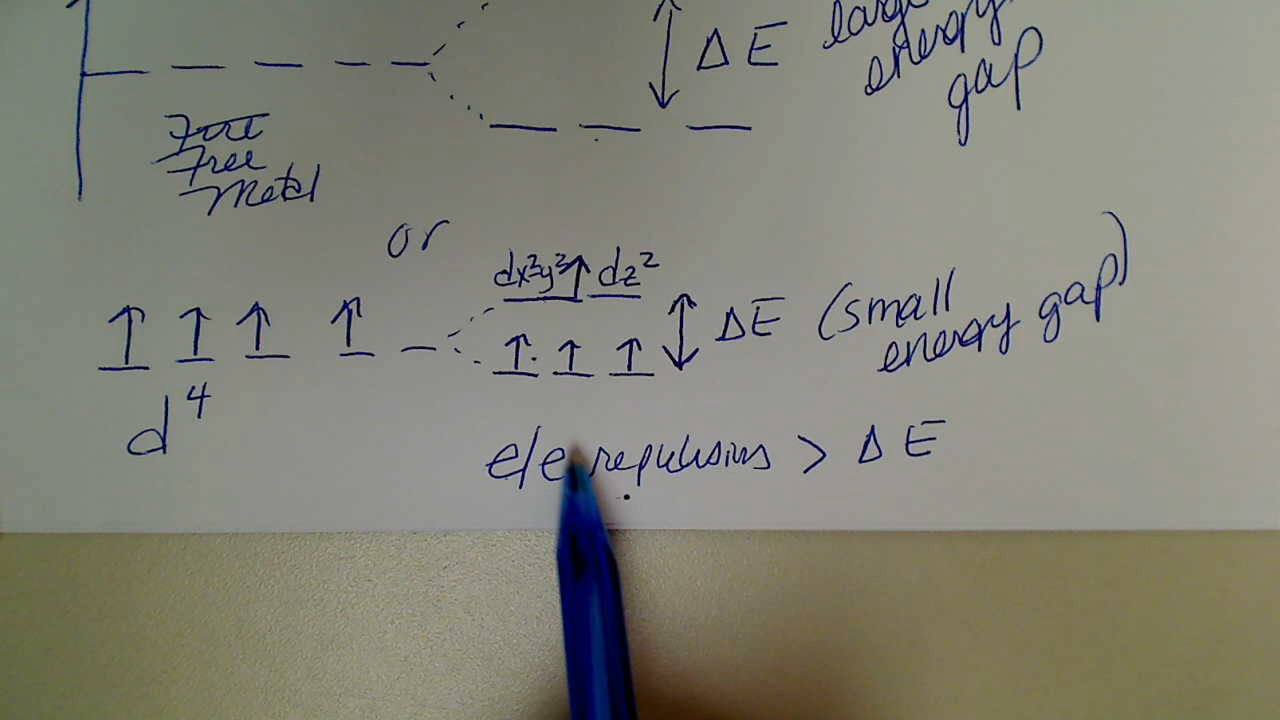 ΔE large
energy
gap
Free
Metal
or
dx²y² dz²
ΔE (small
energy gap)
d⁴
e/e repulsions > ΔE